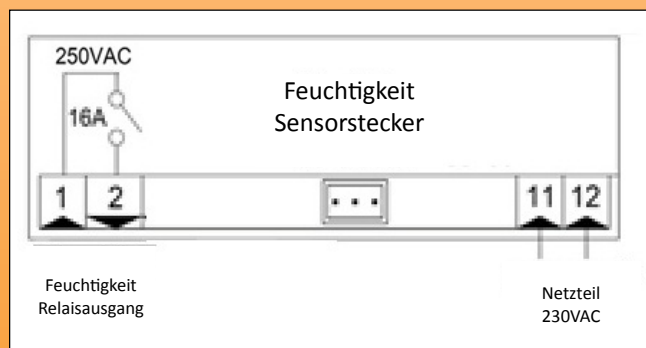 250VAC
16A
Feuchtigkeit
Sensorstecker
1 2 11 12
Feuchtigkeit
Relaisausgang
Netzteil
230VAC